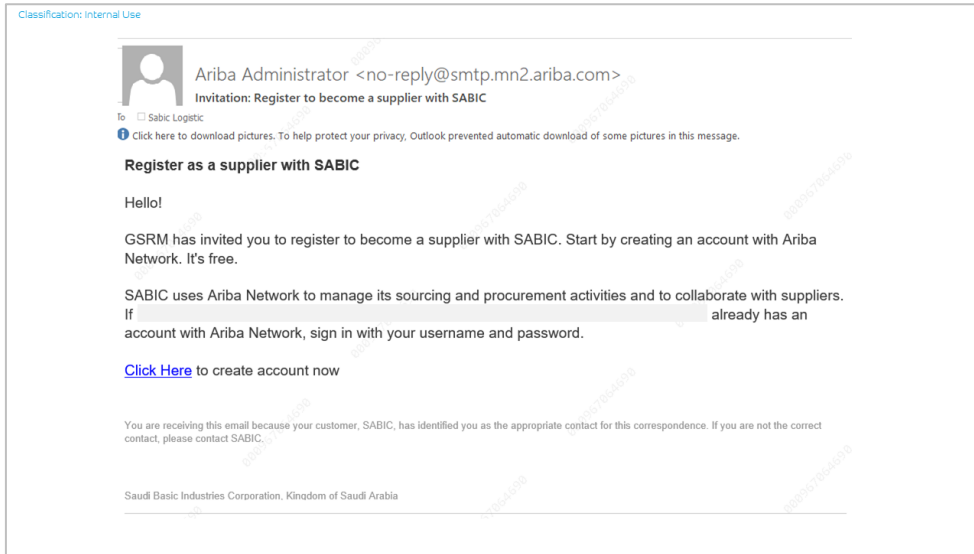 Classification: Internal Use
Ariba Administrator <no-reply@smtp.mn2.ariba.com>
Invitation: Register to become a supplier with SABIC
To Sabic Logistic
Click here to download pictures. To help protect your privacy, Outlook prevented automatic download of some pictures in this message.
Register as a supplier with SABIC
Hello!
GSRM has invited you to register to become a supplier with SABIC. Start by creating an account with Ariba
Network. It's free.
SABIC uses Ariba Network to manage its sourcing and procurement activities and to collaborate with suppliers.
If already has an
account with Ariba Network, sign in with your username and password.
Click Here to create account now
You are receiving this email because your customer, SABIC, has identified you as the appropriate contact for this correspondence. If you are not the correct
contact, please contact SABIC.
Saudi Basic Industries Corporation, Kingdom of Saudi Arabia